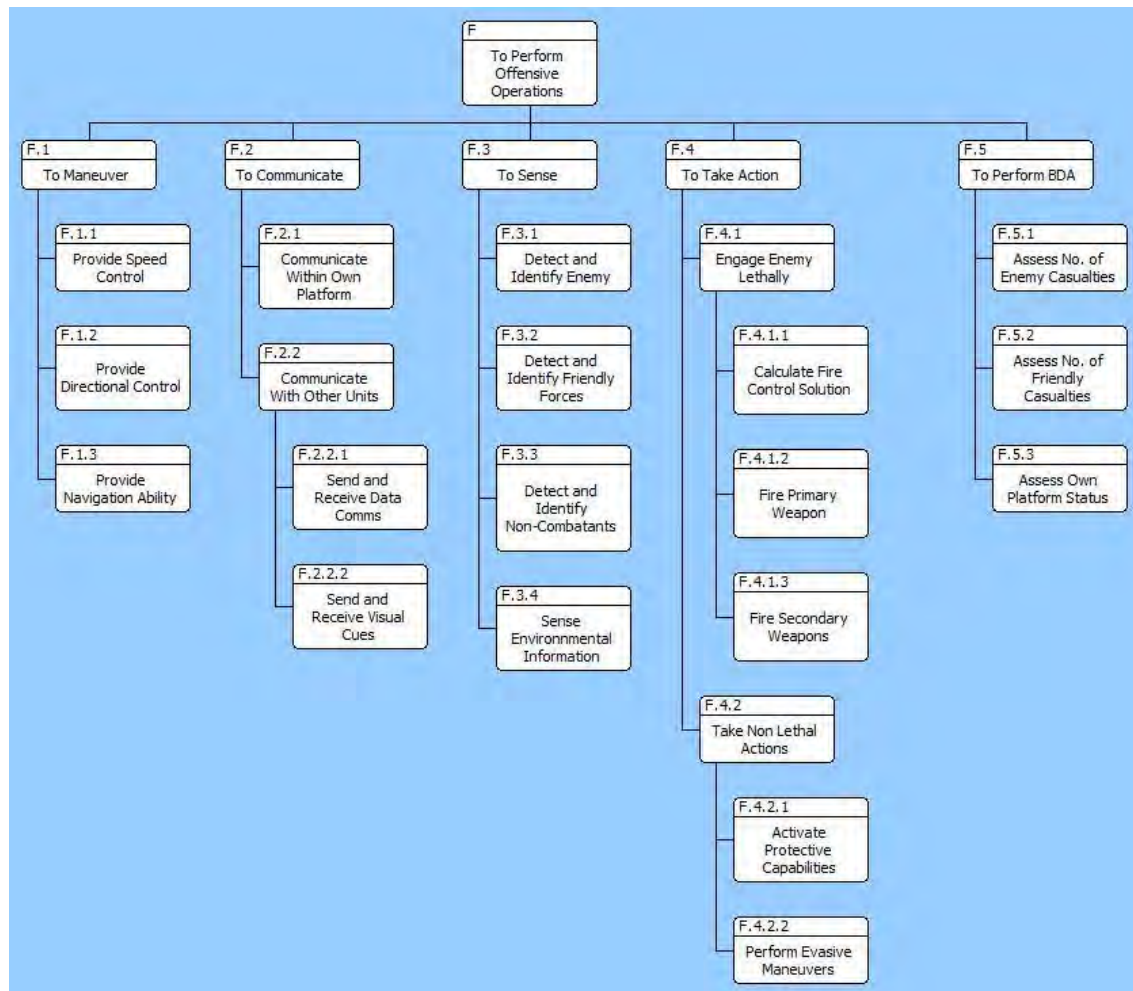 F
To Perform
Offensive
Operations
F.1
To Maneuver
F.2
To Communicate
F.3
To Sense
F.4
To Take Action
F.5
To Perform BDA
F.1.1
Provide Speed
Control
F.1.2
Provide
Directional Control
F.1.3
Provide
Navigation Ability
F.2.1
Communicate
Within Own
Platform
F.2.2
Communicate
With Other Units
F.2.2.1
Send and
Receive Data
Comms
F.2.2.2
Send and
Receive Visual
Cues
F.3.1
Detect and
Identify Enemy
F.3.2
Detect and
Identify Friendly
Forces
F.3.3
Detect and
Identify
Non-Combatants
F.3.4
Sense
Environnmental
Information
F.4.1
Engage Enemy
Lethally
F.4.1.1
Calculate Fire
Control Solution
F.4.1.2
Fire Primary
Weapon
F.4.1.3
Fire Secondary
Weapons
F.4.2
Take Non Lethal
Actions
F.4.2.1
Activate
Protective
Capabilities
F.4.2.2
Perform Evasive
Maneuvers
F.5.1
Assess No. of
Enemy Casualties
F.5.2
Assess No. of
Friendly
Casualties
F.5.3
Assess Own
Platform Status